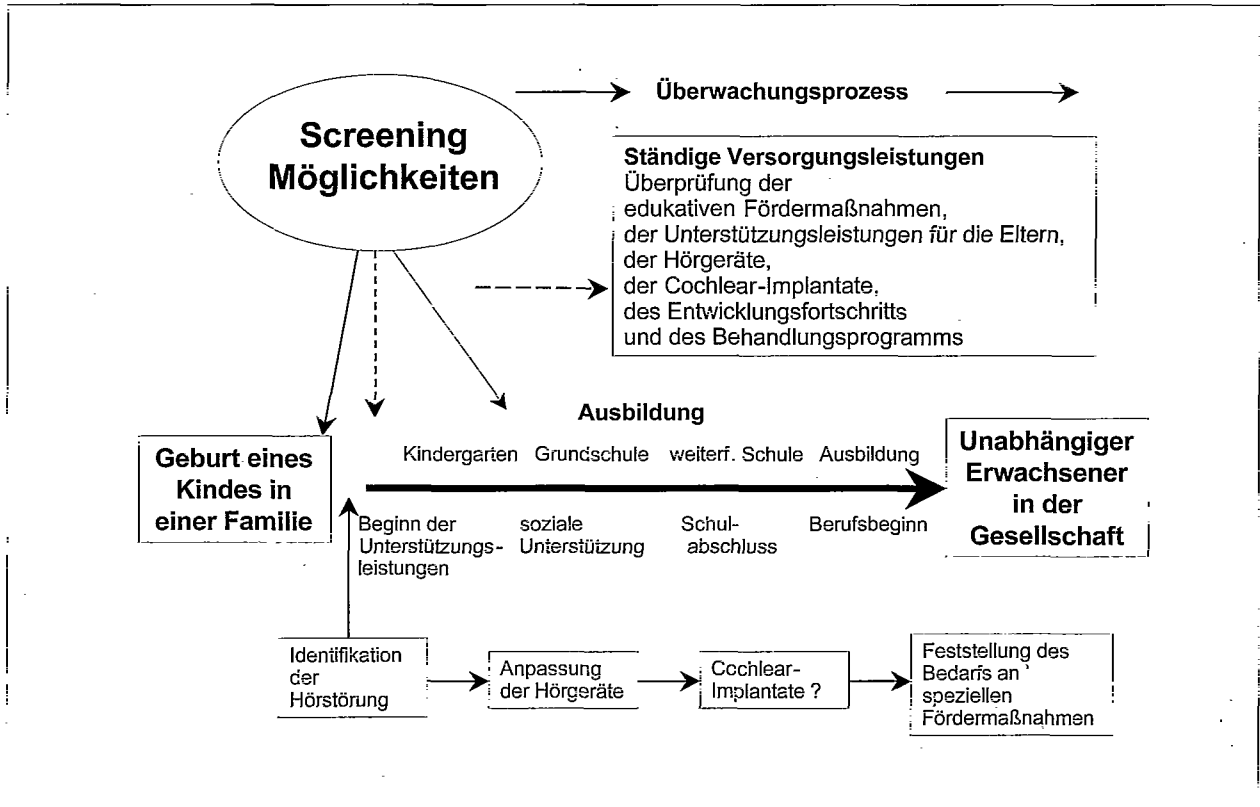 Überwachungsprozess
Screening
Möglichkeiten
Ständige Versorgungsleistungen
Überprüfung der
edukativen Fördermaßnahmen,
der Unterstützungsleistungen für die Eltern,
der Hörgeräte,
der Cochlear-Implantate,
des Entwicklungsfortschritts
und des Behandlungsprogramms
Ausbildung
Kindergarten Grundschule weiterf. Schule Ausbildung
Geburt eines
Kindes in
einer Familie
Unabhängiger
Erwachsener
in der
Gesellschaft
Beginn der
Unterstützungs-
leistungen
soziale
Unterstützung
Schul-
abschluss
Berufsbeginn
Identifikation
der
Hörstörung
Anpassung
der Hörgeräte
Cochlear-
Implantate ?
Feststellung des
Bedarfs an
speziellen
Fördermaßnahmen